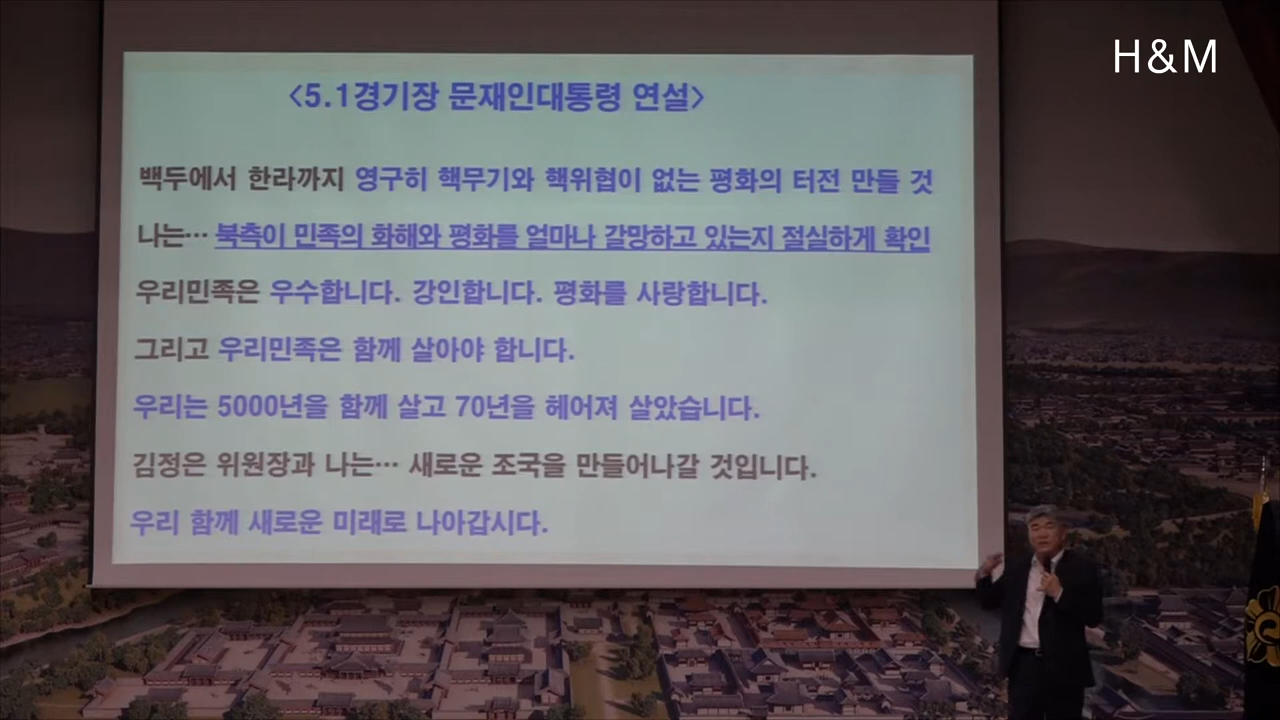 H&M
<5.1경기장 문재인대통령 연설>
백두에서 한라까지 영구히 핵무기와 핵위협이 없는 평화의 터전 만들 것
나는… 북측이 민족의 화해와 평화를 얼마나 갈망하고 있는지 절실하게 확인
우리민족은 우수합니다. 강인합니다. 평화를 사랑합니다.
그리고 우리민족은 함께 살아야 합니다.
우리는 5000년을 함께 살고 70년을 헤어져 살았습니다.
김정은 위원장과 나는… 새로운 조국을 만들어나갈 것입니다.
우리 함께 새로운 미래로 나아갑시다.